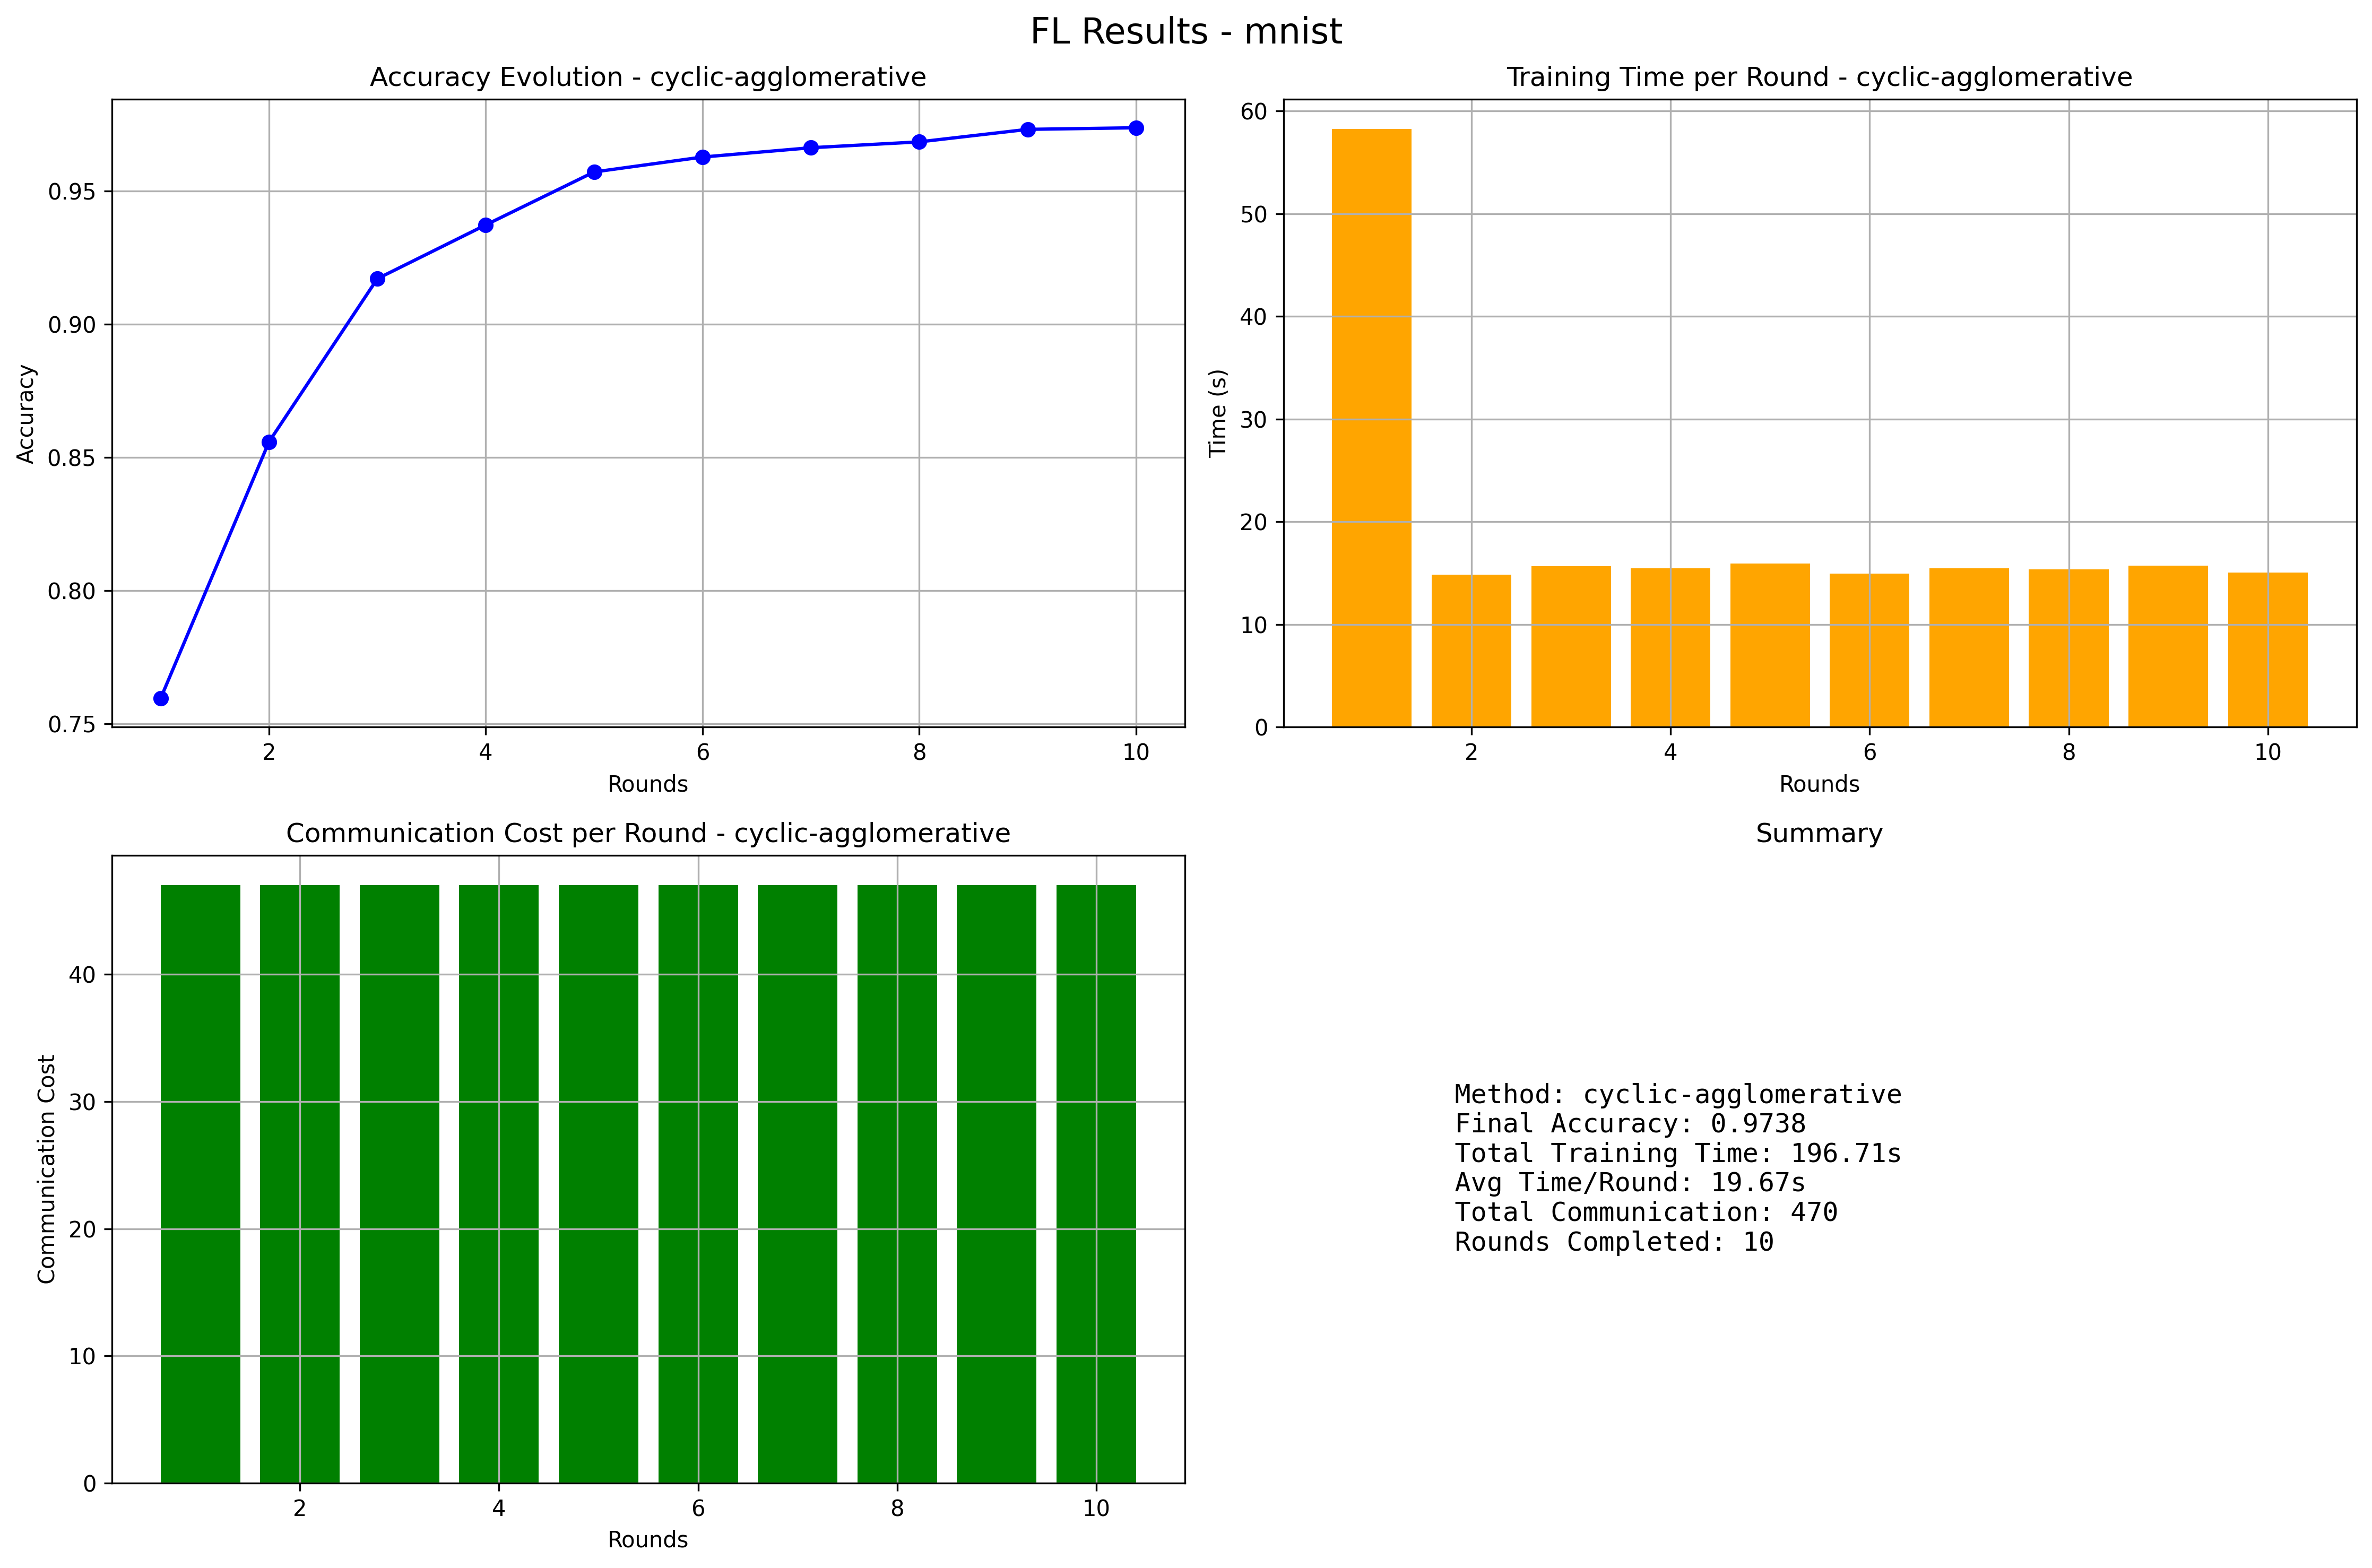 FL Results - mnist
Accuracy Evolution - cyclic-agglomerative
Accuracy
0.95
0.90
0.85
0.80
0.75
2 4 6 8 10
Rounds
Training Time per Round - cyclic-agglomerative
Time (s)
60
50
40
30
20
10
0
2 4 6 8 10
Rounds
Communication Cost per Round - cyclic-agglomerative
Communication Cost
40
30
20
10
0
2 4 6 8 10
Rounds
Summary
Method: cyclic-agglomerative
Final Accuracy: 0.9738
Total Training Time: 196.71s
Avg Time/Round: 19.67s
Total Communication: 470
Rounds Completed: 10